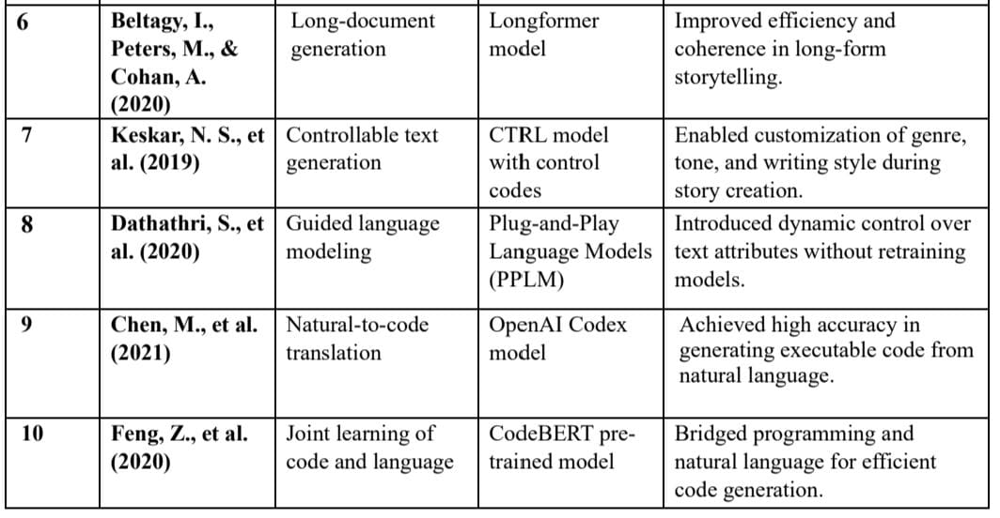 6
Beltagy, I.,
Peters, M., &
Cohan, A.
(2020)
Long-document
generation
Longformer
model
Improved efficiency and
coherence in long-form
storytelling.
7
Keskar, N. S., et
al. (2019)
Controllable text
generation
CTRL model
with control
codes
Enabled customization of genre,
tone, and writing style during
story creation.
8
Dathathri, S., et
al. (2020)
Guided language
modeling
Plug-and-Play
Language Models
(PPLM)
Introduced dynamic control over
text attributes without retraining
models.
9
Chen, M., et al.
(2021)
Natural-to-code
translation
OpenAI Codex
model
Achieved high accuracy in
generating executable code from
natural language.
10
Feng, Z., et al.
(2020)
Joint learning of
code and language
CodeBERT pre-
trained model
Bridged programming and
natural language for efficient
code generation.